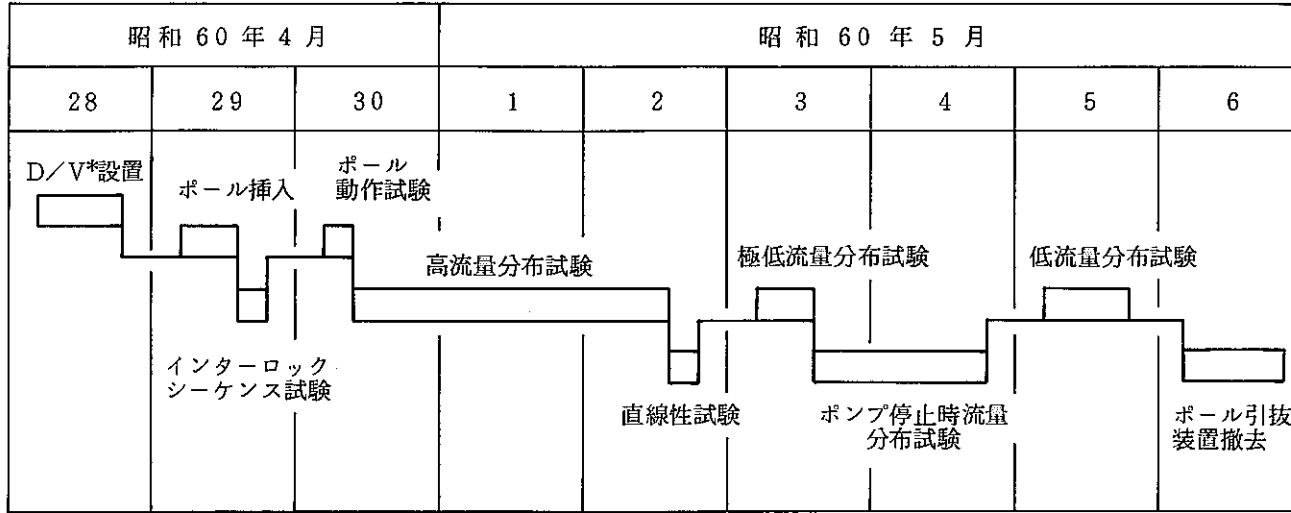 昭和60年4月
昭和60年5月
28 29 30 1 2 3 4 5 6
D/V*設置
ポール挿入
ポール
動作試験
インターロック
シーケンス試験
高流量分布試験
直線性試験
極低流量分布試験
ポンプ停止時流量
分布試験
低流量分布試験
ポール引抜
装置撤去